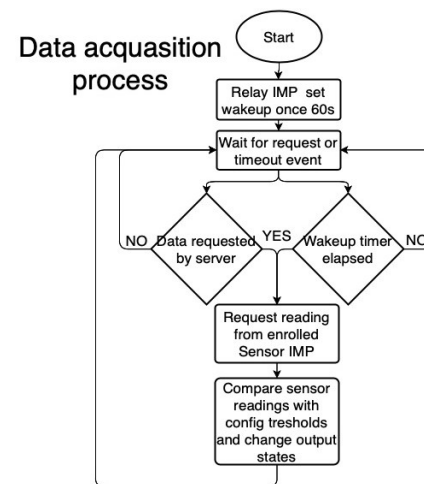 Data acquasition
process
Start
Relay IMP set
wakeup once 60s
Wait for request or
timeout event
NO
Data requested
by server
YES
Wakeup timer
elapsed
NO
Request reading
from enrolled
Sensor IMP
Compare sensor
readings with
config tresholds
and change output
states